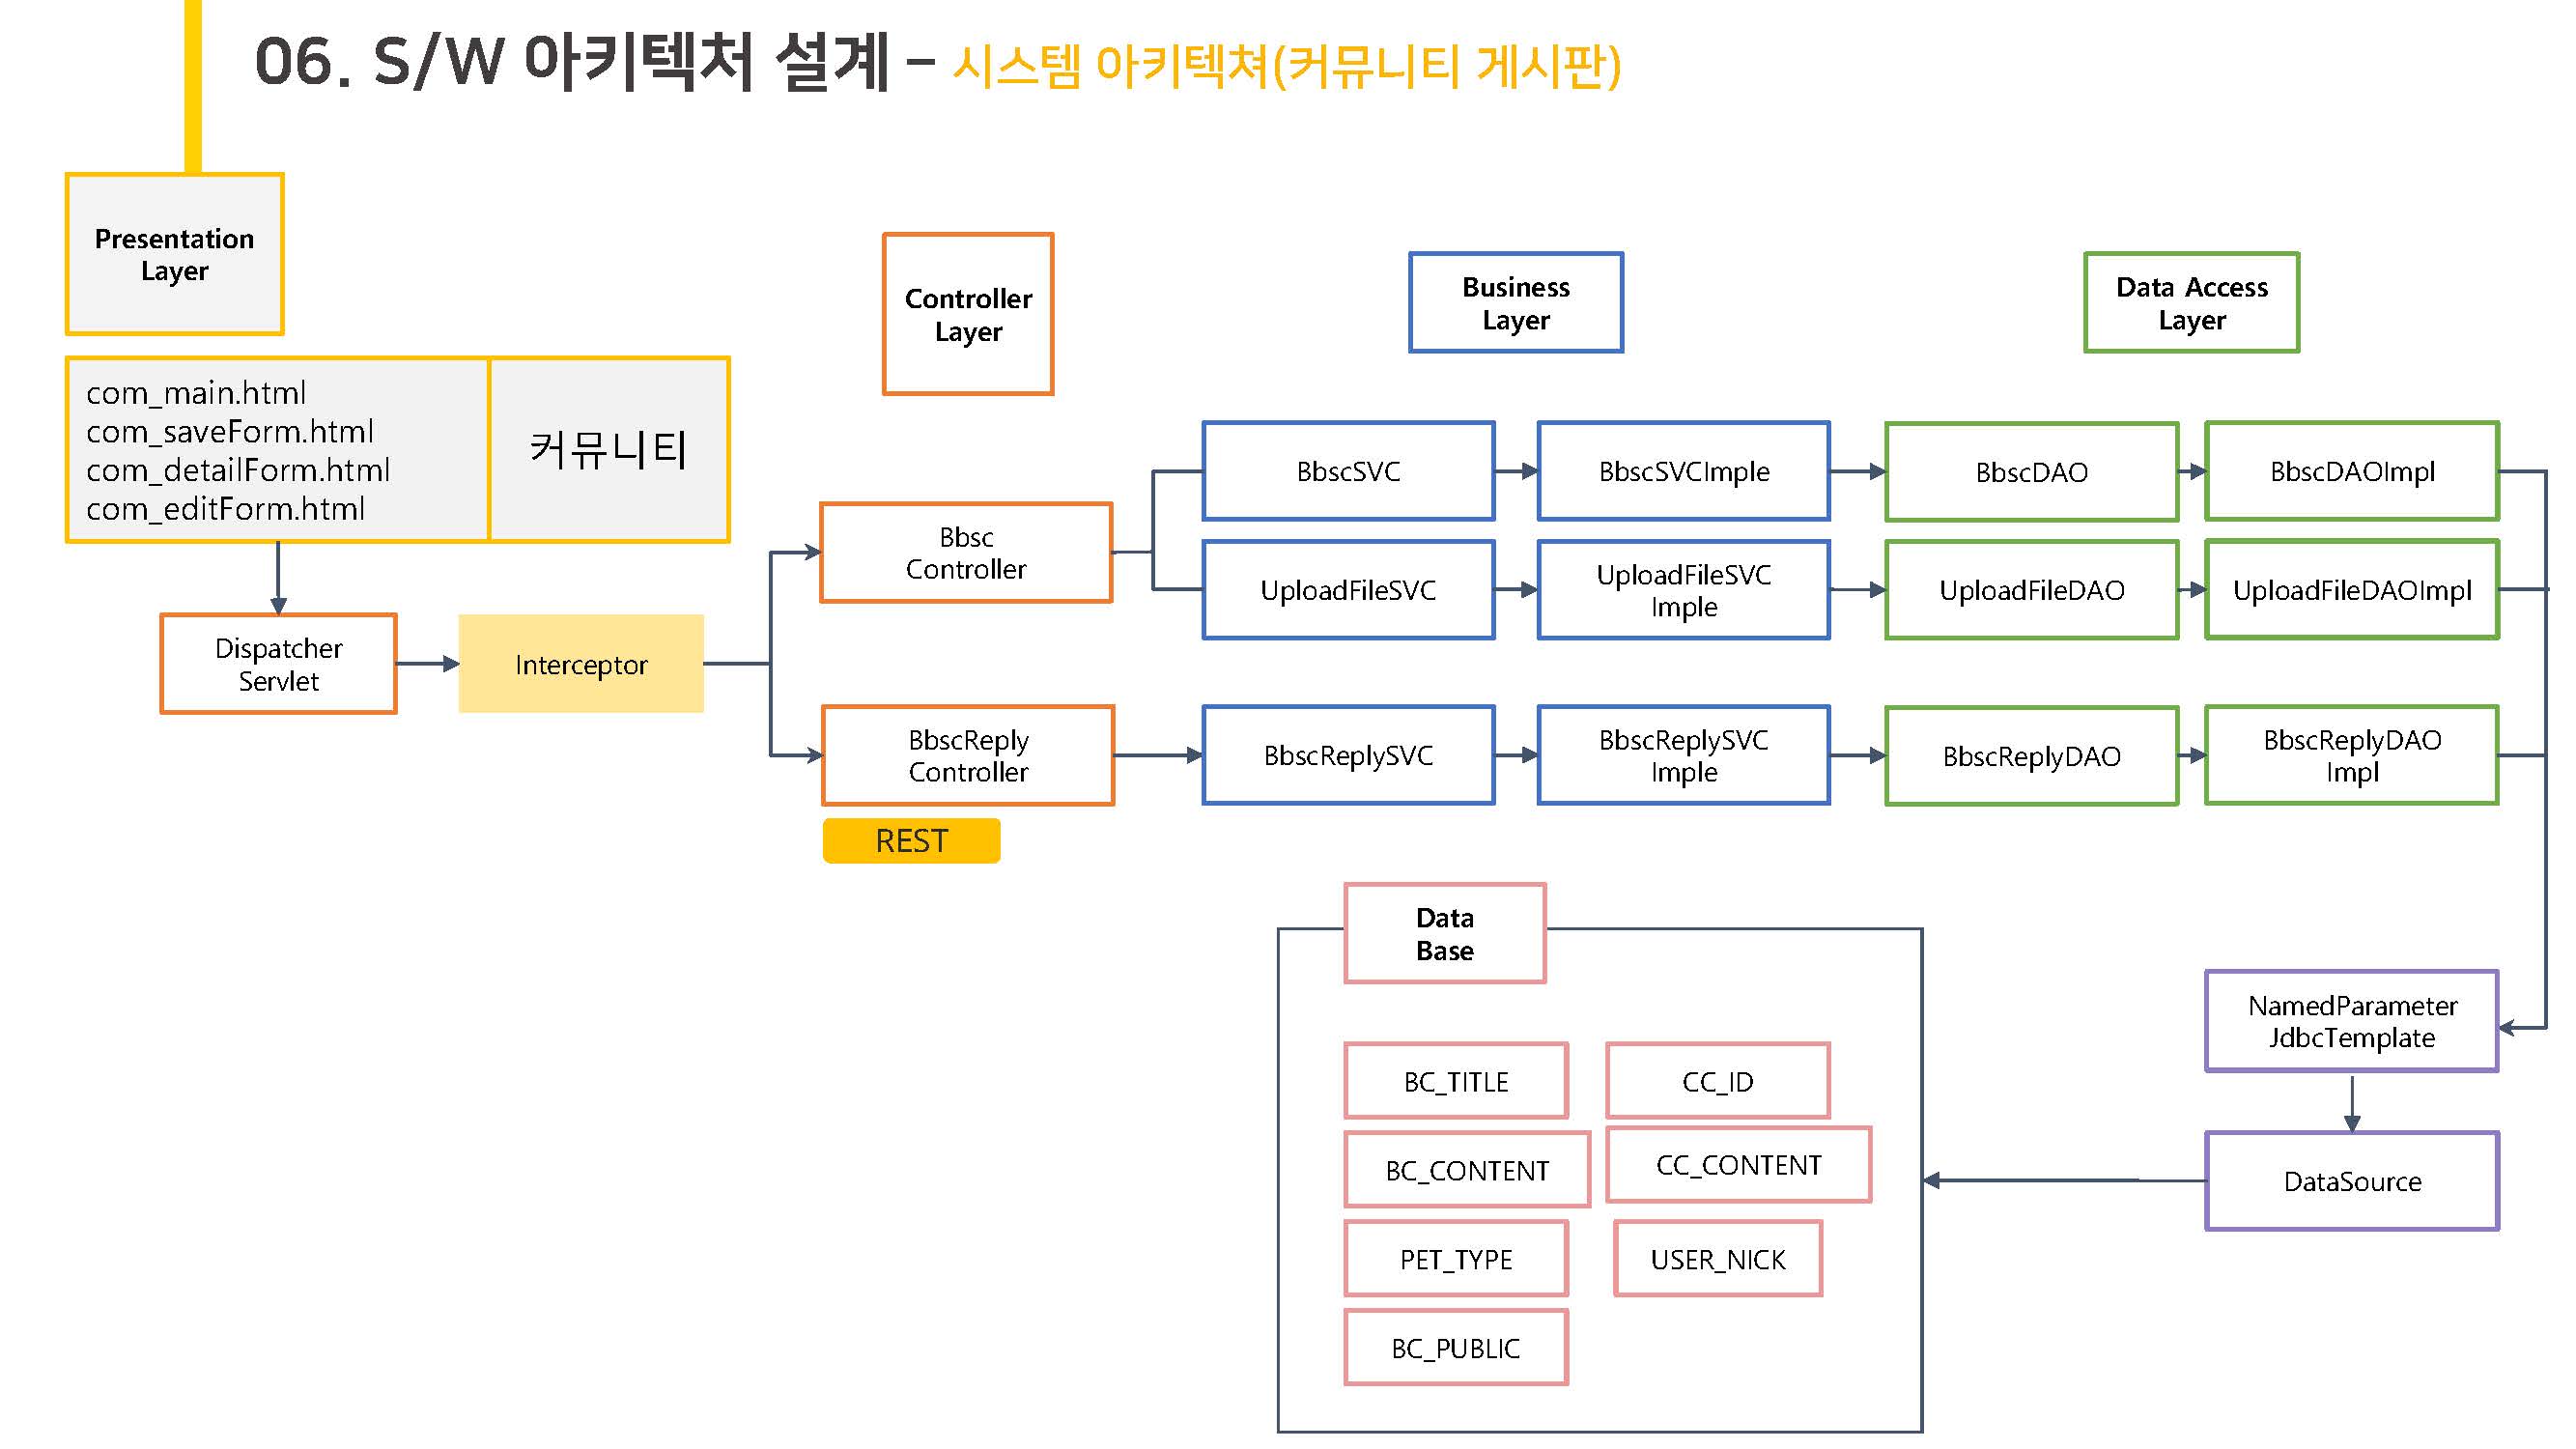 06. S/W 아키텍처 설계 – 시스템 아키텍쳐(커뮤니티 게시판)
Presentation
Layer
Controller
Layer
Business
Layer
Data Access
Layer
com_main.html
com_saveForm.html
com_detailForm.html
com_editForm.html
커뮤니티
Dispatcher
Servlet
Interceptor
Bbsc
Controller
BbscSVC
BbscSVCImple
BbscDAO
BbscDAOImpl
UploadFileSVC
UploadFileSVC
Imple
UploadFileDAO
UploadFileDAOImpl
BbscReply
Controller
REST
BbscReplySVC
BbscReplySVC
Imple
BbscReplyDAO
BbscReplyDAO
Impl
NamedParameter
JdbcTemplate
DataSource
Data
Base
BC_TITLE
CC_ID
BC_CONTENT
CC_CONTENT
PET_TYPE
USER_NICK
BC_PUBLIC